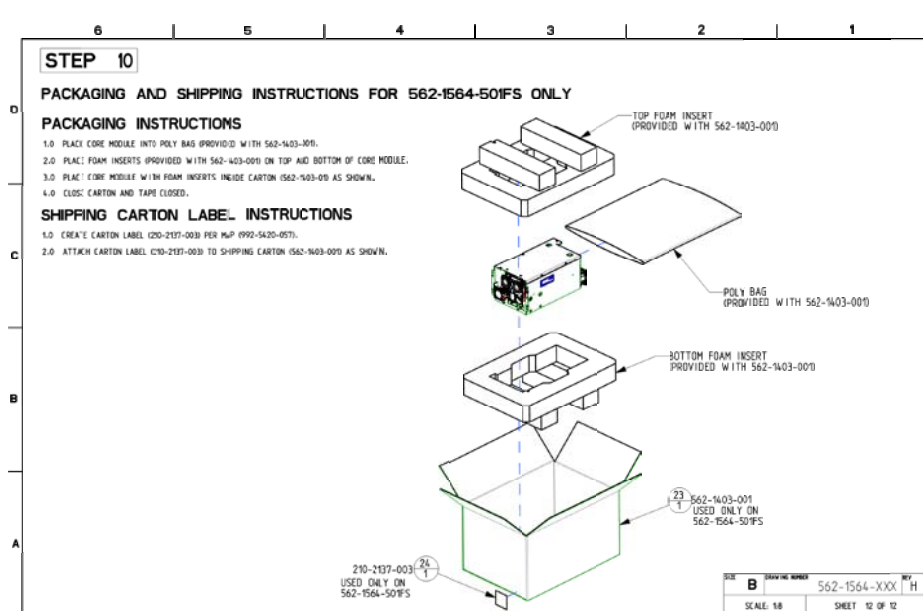 6 5 4 3 2 1
STEP 10
PACKAGING AND SHIPPING INSTRUCTIONS FOR 562-1564-501FS ONLY
D
PACKAGING INSTRUCTIONS
1.0 PLACE CORE MODULE INTO POLY BAG (PROVIDED WITH 562-1403-001).
2.0 PLACE FOAM INSERTS (PROVIDED WITH 562-1403-001) ON TOP AND BOTTOM OF CORE MODULE.
3.0 PLACE CORE MODULE WITH FOAM INSERTS INSIDE CARTON (562-1403-01) AS SHOWN.
4.0 CLOSE CARTON AND TAPE CLOSED.
SHIPPING CARTON LABEL INSTRUCTIONS
1.0 CREATE CARTON LABEL (210-2137-003) PER M&P (992-5420-057).
2.0 ATTACH CARTON LABEL (210-2137-003) TO SHIPPING CARTON (562-1403-001) AS SHOWN.
TOP FOAM INSERT
(PROVIDED WITH 562-1403-001)
C
POLY BAG
(PROVIDED WITH 562-1403-001)
BOTTOM FOAM INSERT
(PROVIDED WITH 562-1403-001)
B
23
1
562-1403-001
USED ONLY ON
562-1564-501FS
A
24
1
210-2137-003
USED ONLY ON
562-1564-501FS
SIZE
B
DRAWING NUMBER
562-1564-XXX
REV
H
SCALE: 1:8
SHEET 12 OF 12